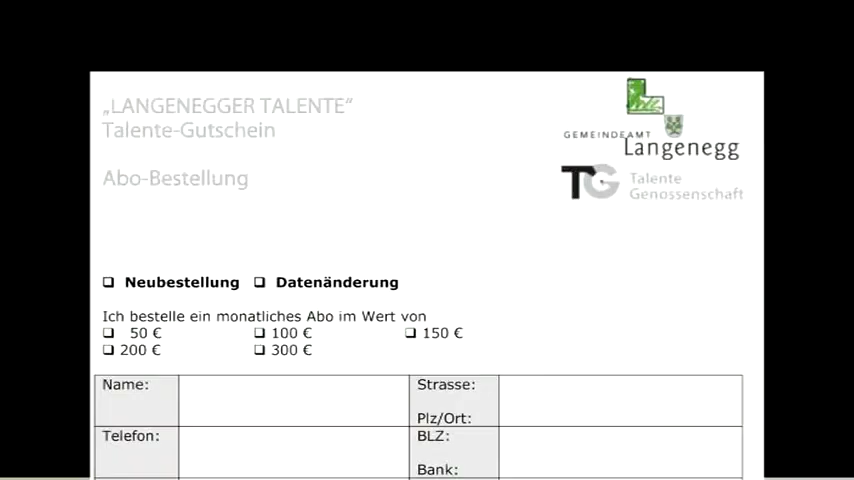 „LANGENEGGER TALENTE“
Talente-Gutschein
Abo-Bestellung
GEMEINDEAMT
Langenegg
TG Talente
Genossenschaft
❑ Neubestellung ❑ Datenänderung
Ich bestelle ein monatliches Abo im Wert von
❑ 50 € ❑ 100 € ❑ 150 €
❑ 200 € ❑ 300 €
Name: Strasse:
Plz/Ort:
Telefon: BLZ:
Bank: